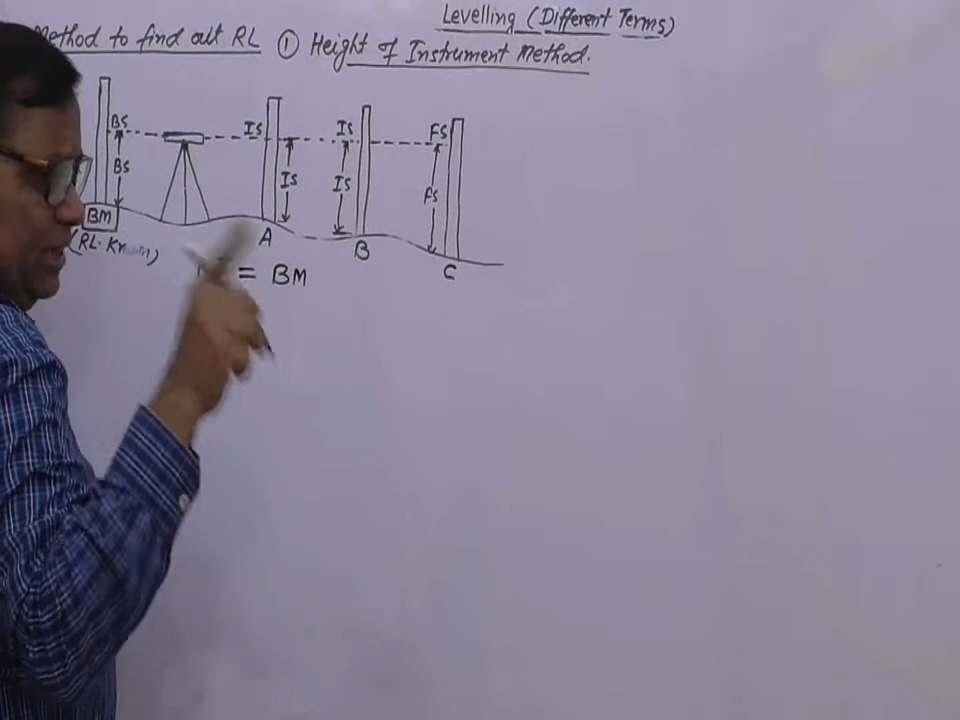 Levelling (Different Terms)
Method to find out RL ① Height of Instrument Method.
BS IS IS FS
BS IS IS FS
BM
A B C
(RL. Known)
= BM